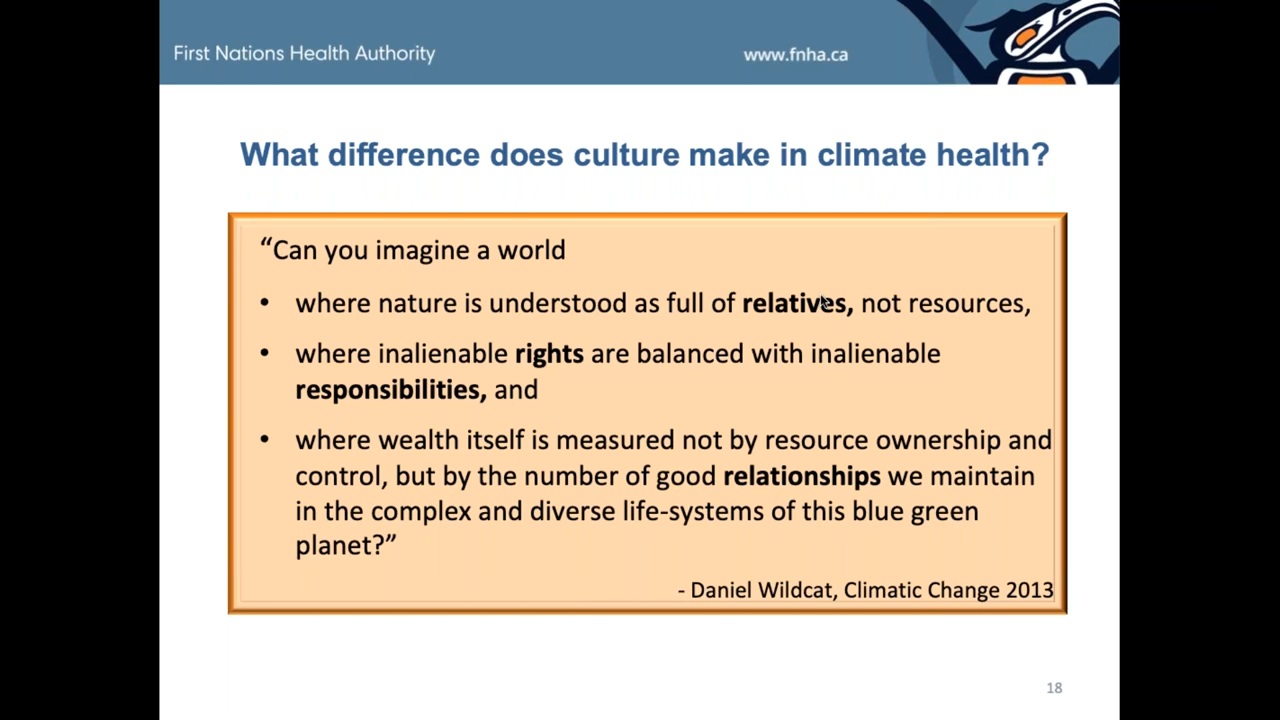 First Nations Health Authority
www.fnha.ca
What difference does culture make in climate health?
“Can you imagine a world
• where nature is understood as full of relatives, not resources,
• where inalienable rights are balanced with inalienable
responsibilities, and
• where wealth itself is measured not by resource ownership and
control, but by the number of good relationships we maintain
in the complex and diverse life-systems of this blue green
planet?”
- Daniel Wildcat, Climatic Change 2013
18